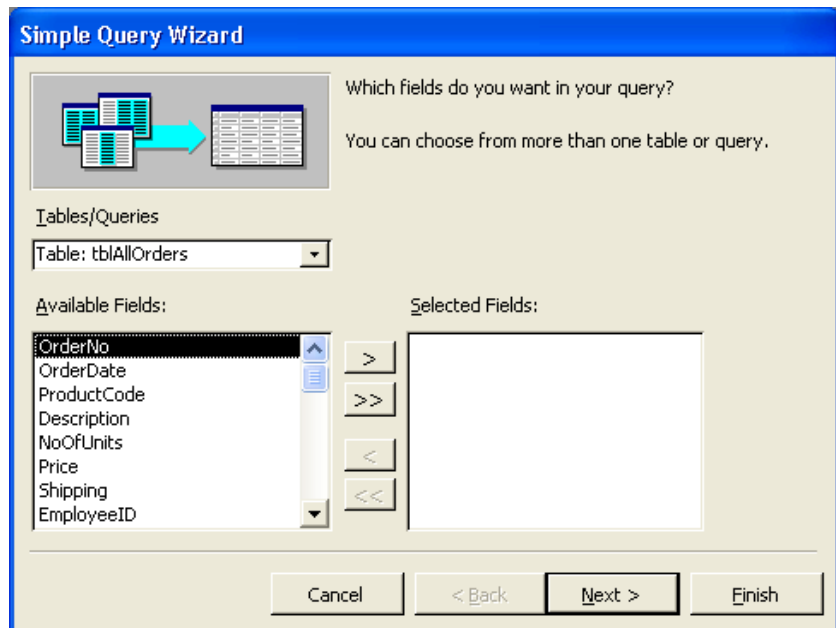 Simple Query Wizard
Which fields do you want in your query?
You can choose from more than one table or query.
Tables/Queries
Table: tblAllOrders
Available Fields:
Selected Fields:
OrderNo
OrderDate
ProductCode
Description
NoOfUnits
Price
Shipping
EmployeeID
>
>>
<
<<
Cancel
< Back
Next >
Finish